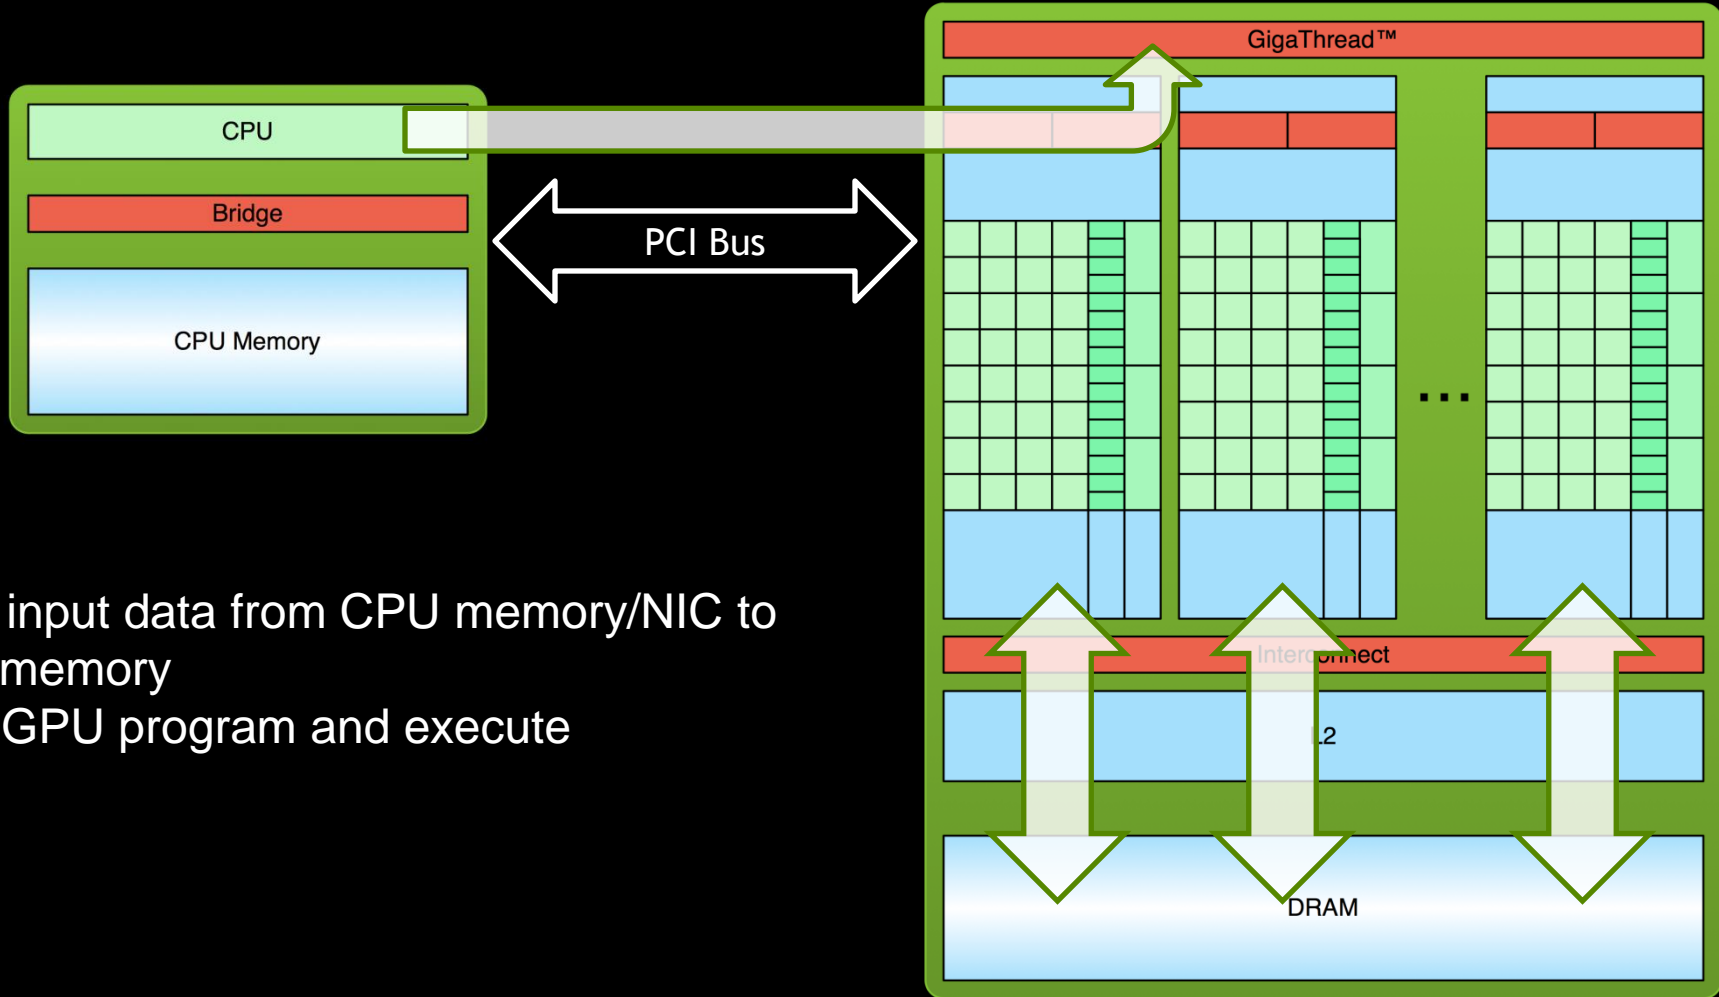 GigaThread™
CPU
Bridge
PCI Bus
CPU Memory
...
input data from CPU memory/NIC to
memory
GPU program and execute
Interconnect
L2
DRAM